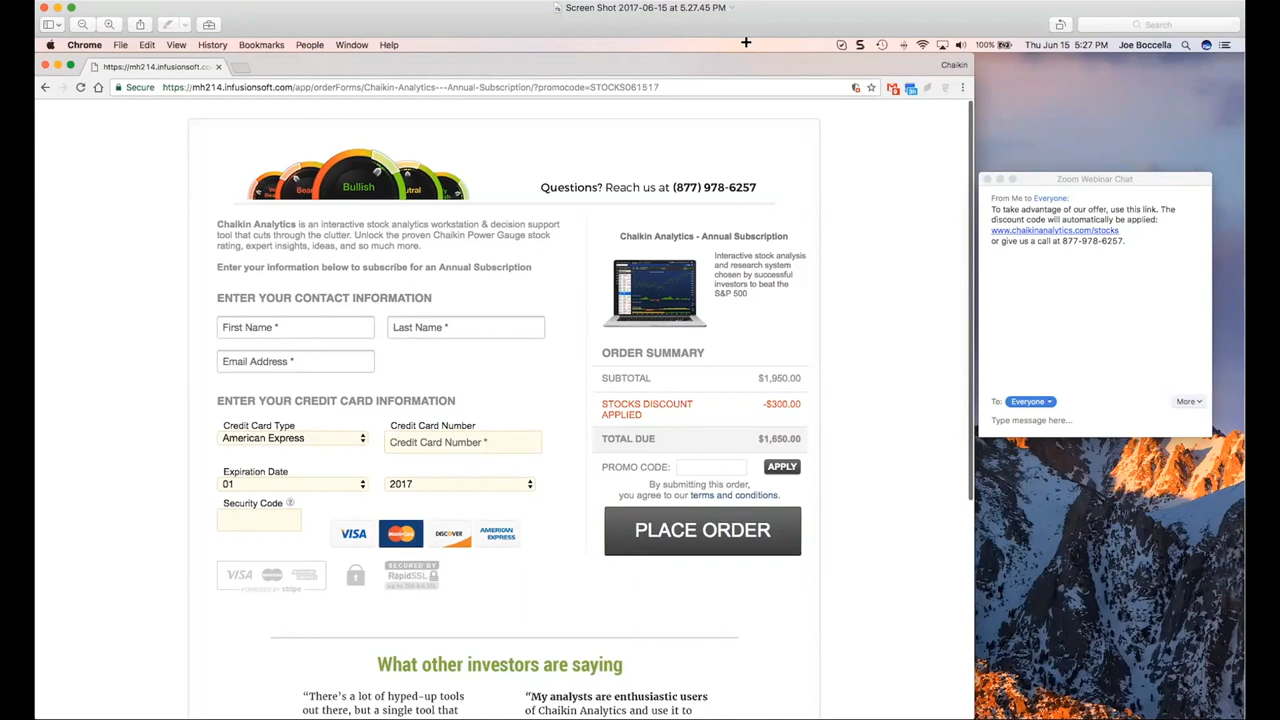 Screen Shot 2017-06-15 at 5.27.45 PM
Search
Chrome File Edit View History Bookmarks People Window Help
100% Thu Jun 15 5:27 PM Joe Boccella
https://mh214.infusionsoft.co
Chaikin
Secure https://mh214.infusionsoft.com/app/orderForms/Chaikin-Analytics---Annual-Subscription/?promocode=STOCKS061517
Bullish
Questions? Reach us at (877) 978-6257
Chaikin Analytics is an interactive stock analytics workstation & decision support
tool that cuts through the clutter. Unlock the proven Chaikin Power Gauge stock
rating, expert insights, ideas, and so much more.
Enter your information below to subscribe for an Annual Subscription
ENTER YOUR CONTACT INFORMATION
First Name *
Last Name *
Email Address *
ENTER YOUR CREDIT CARD INFORMATION
Credit Card Type
Credit Card Number
American Express
Credit Card Number *
Expiration Date
01
2017
Security Code
?
VISA
MasterCard
DISCOVER
AMERICAN
EXPRESS
VISA
POWERED BY stripe
SECURED BY
RapidSSL
Chaikin Analytics - Annual Subscription
Interactive stock analysis
and research system
chosen by successful
investors to beat the
S&P 500
ORDER SUMMARY
SUBTOTAL $1,950.00
STOCKS DISCOUNT -$300.00
APPLIED
TOTAL DUE $1,650.00
PROMO CODE: APPLY
By submitting this order,
you agree to our terms and conditions.
PLACE ORDER
What other investors are saying
“There’s a lot of hyped-up tools
out there, but a single tool that
“My analysts are enthusiastic users
of Chaikin Analytics and use it to
Zoom Webinar Chat
From Me to Everyone:
To take advantage of our offer, use this link. The
discount code will automatically be applied:
www.chaikinanalytics.com/stocks
or give us a call at 877-978-6257.
To: Everyone More
Type message here...